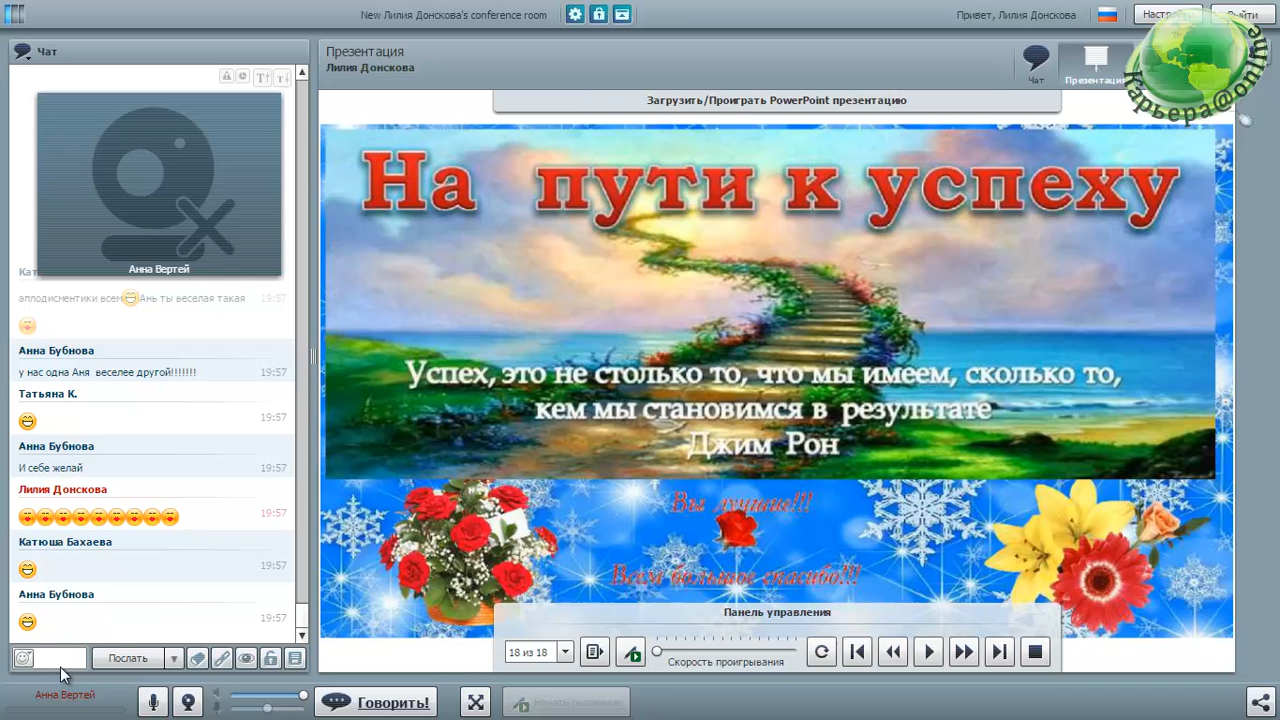 New Лилия Донскова's conference room
Привет, Лилия Донскова
Настройки
Выйти
Карьера@online
Чат
Анна Вертей
аплодисментики всем Ань ты веселая такая 19:57
Анна Бубнова
у нас одна Аня веселее другой!!!!!!! 19:57
Татьяна К.
19:57
Анна Бубнова
И себе желай 19:57
Лилия Донскова
19:57
Катюша Бахаева
19:57
Анна Бубнова
19:57
Послать
Анна Вертей
Говорить!
Презентация
Лилия Донскова
Чат
Презентация
Загрузить/Проиграть PowerPoint презентацию
На пути к успеху
Успех, это не столько то, что мы имеем, сколько то,
кем мы становимся в результате
Джим Рон
Вы лучшие!!!
Всем большое спасибо!!!
Панель управления
18 из 18
Скорость проигрывания